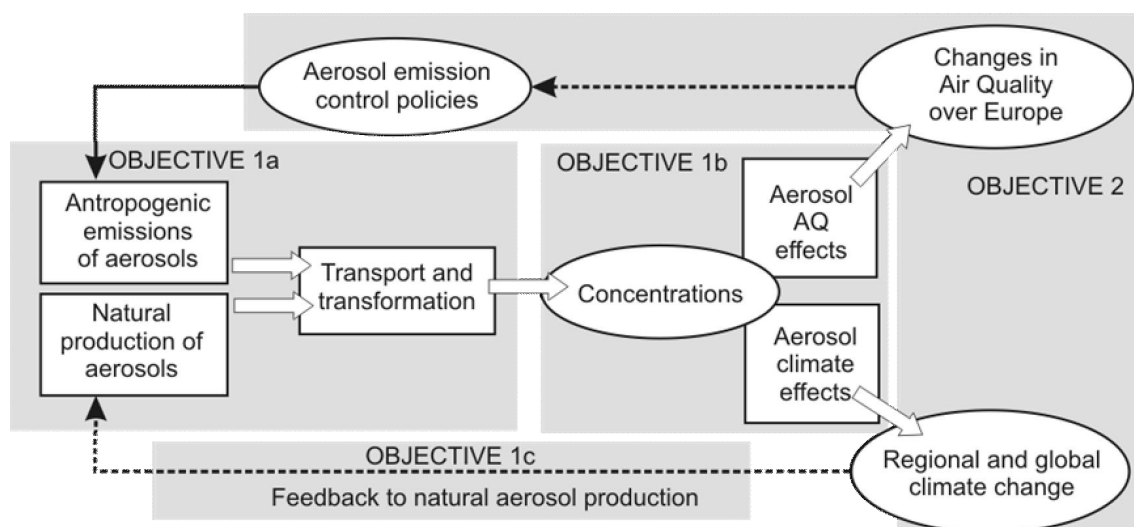 Aerosol emission
control policies
Changes in
Air Quality
over Europe
OBJECTIVE 1a
Antropogenic
emissions
of aerosols
Natural
production of
aerosols
Transport and
transformation
OBJECTIVE 1b
Concentrations
Aerosol
AQ
effects
Aerosol
climate
effects
OBJECTIVE 2
OBJECTIVE 1c
Feedback to natural aerosol production
Regional and global
climate change